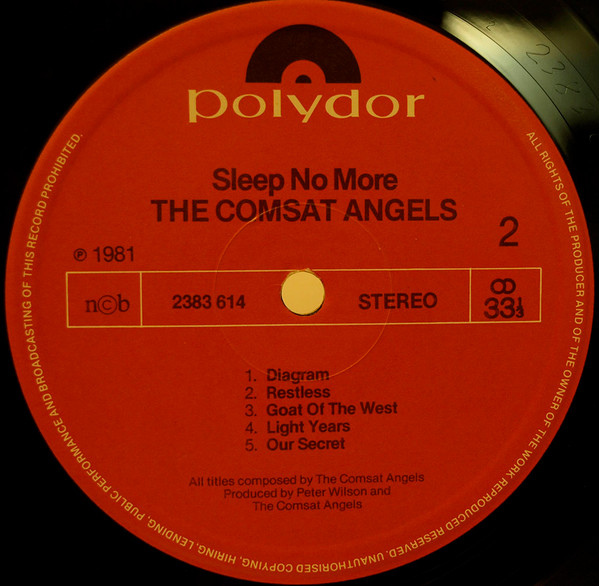 polydor
Sleep No More
THE COMSAT ANGELS
2
℗ 1981
n©b
2383 614
STEREO
33⅓
1. Diagram
2. Restless
3. Goat Of The West
4. Light Years
5. Our Secret
All titles composed by The Comsat Angels
Produced by Peter Wilson and
The Comsat Angels
ALL RIGHTS OF THE PRODUCER AND OF THE OWNER OF THE WORK REPRODUCED RESERVED. UNAUTHORISED COPYING, HIRING, LENDING, PUBLIC PERFORMANCE AND BROADCASTING OF THIS RECORD PROHIBITED.